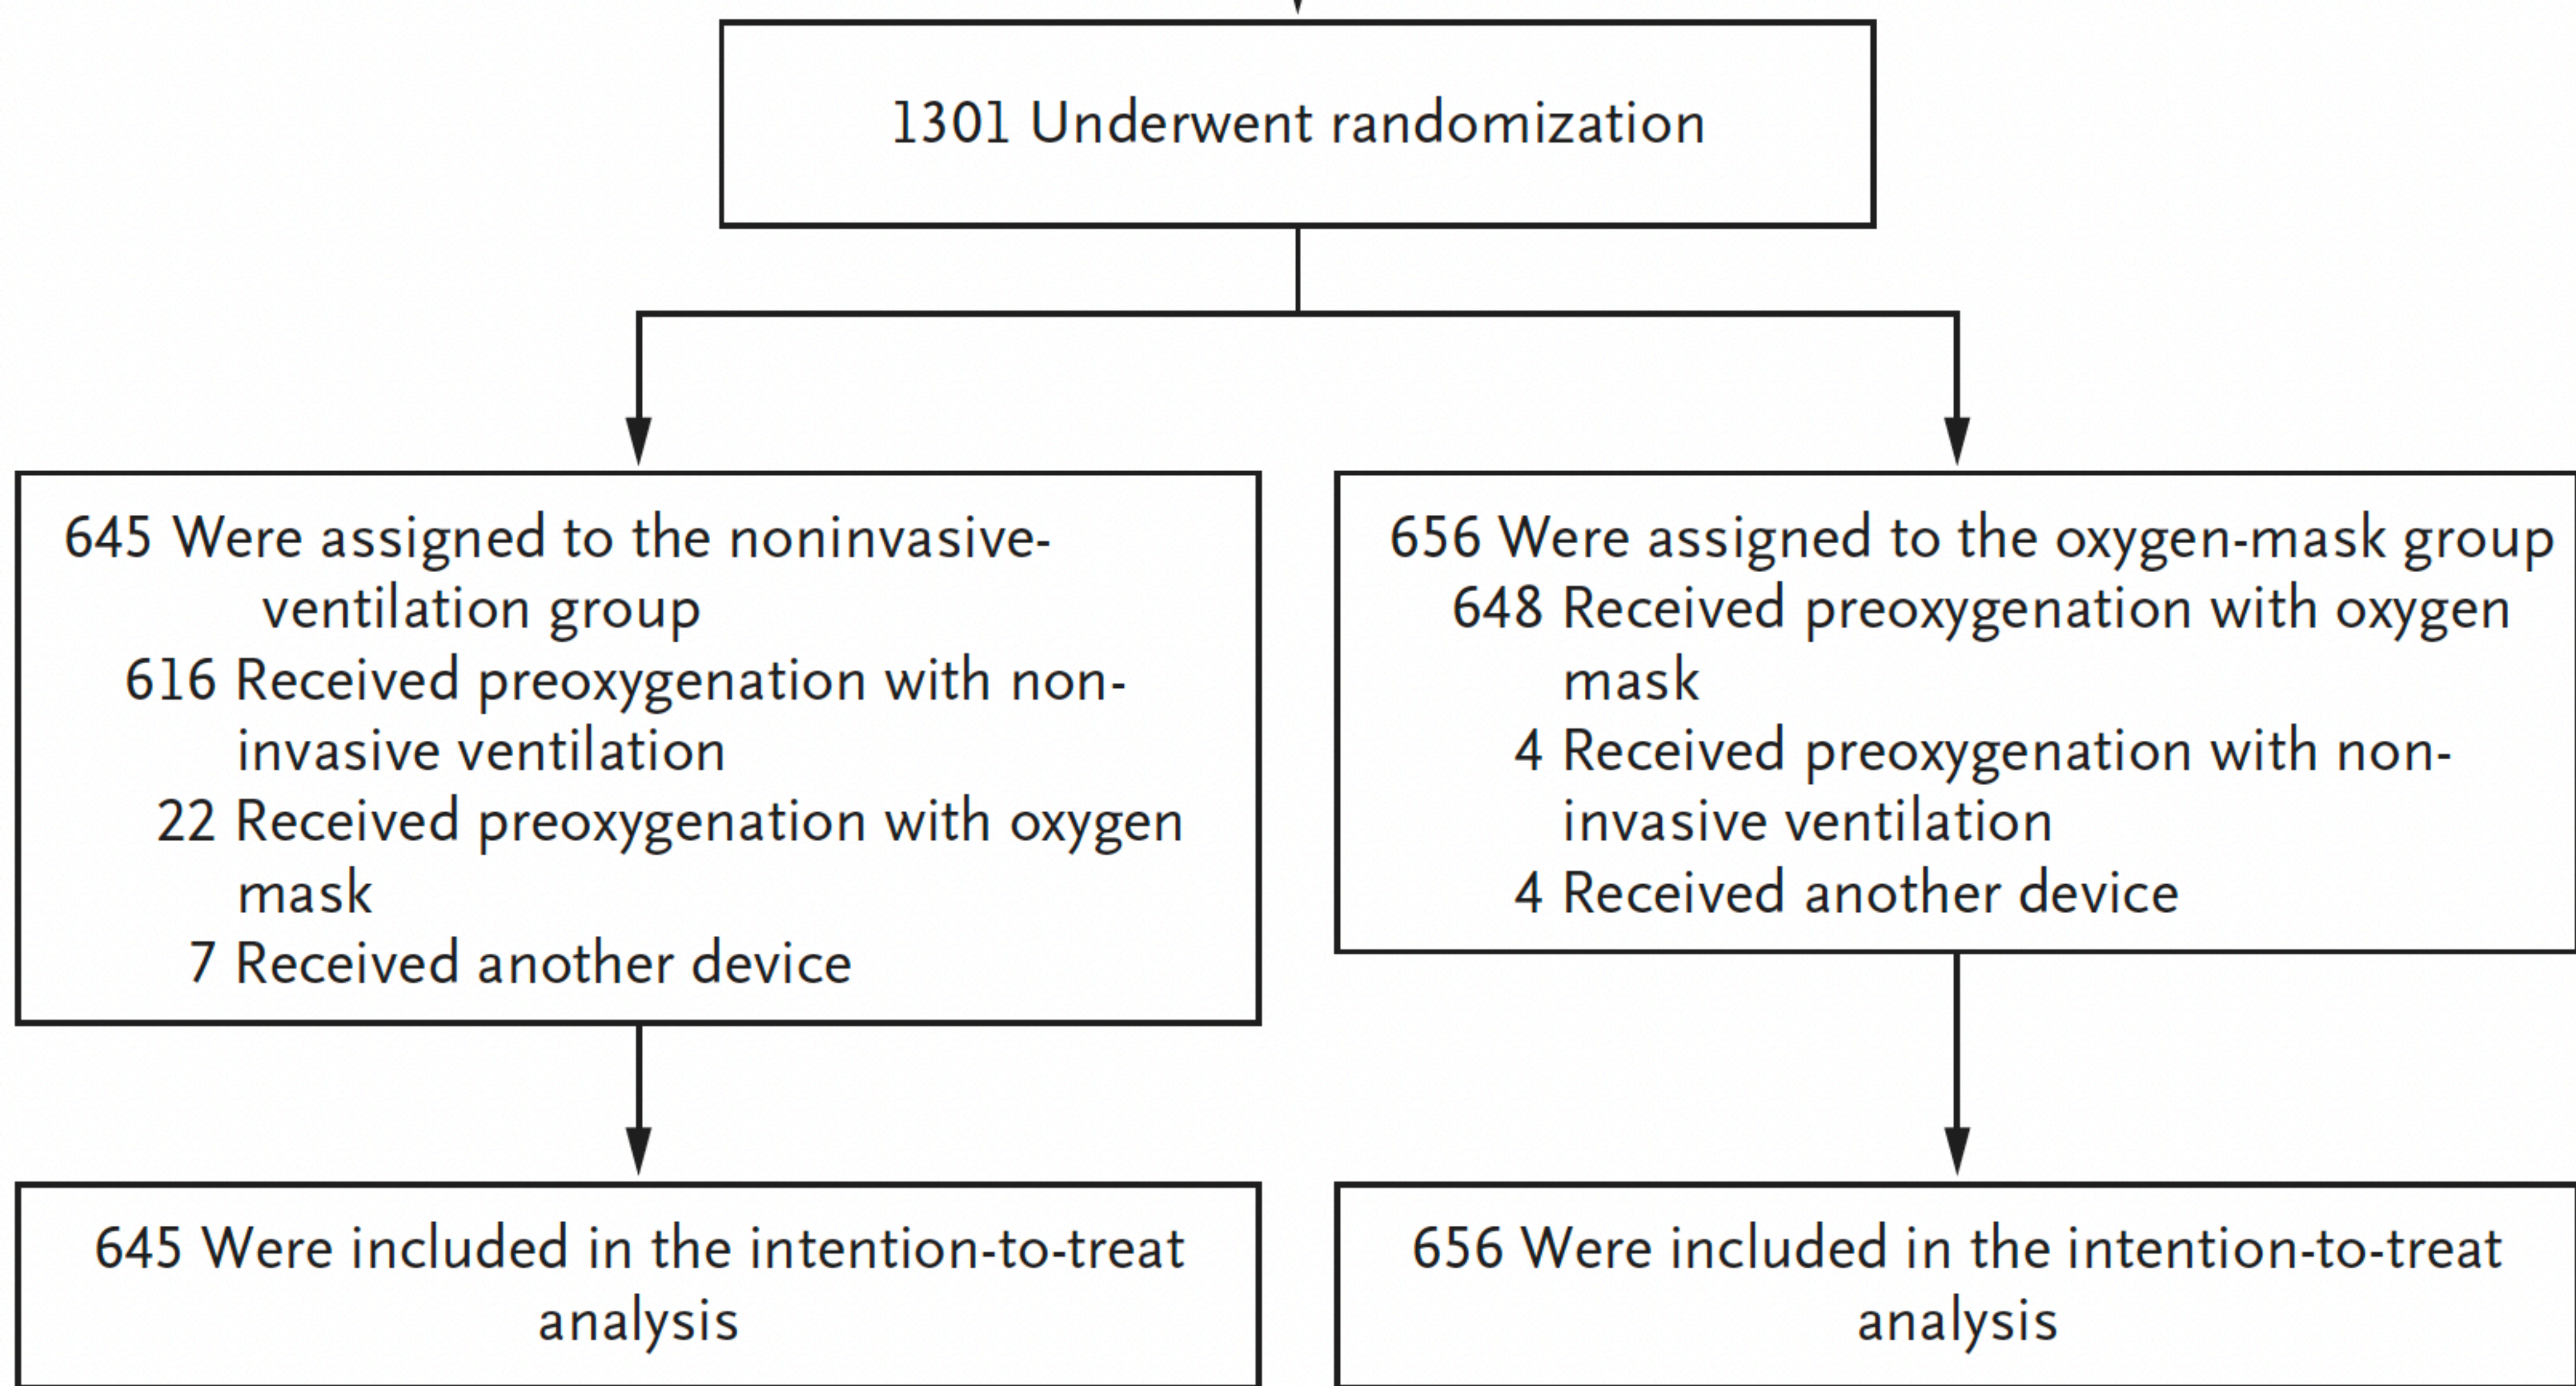 1301 Underwent randomization
645 Were assigned to the noninvasive-
ventilation group
616 Received preoxygenation with non-
invasive ventilation
22 Received preoxygenation with oxygen
mask
7 Received another device
656 Were assigned to the oxygen-mask group
648 Received preoxygenation with oxygen
mask
4 Received preoxygenation with non-
invasive ventilation
4 Received another device
645 Were included in the intention-to-treat
analysis
656 Were included in the intention-to-treat
analysis